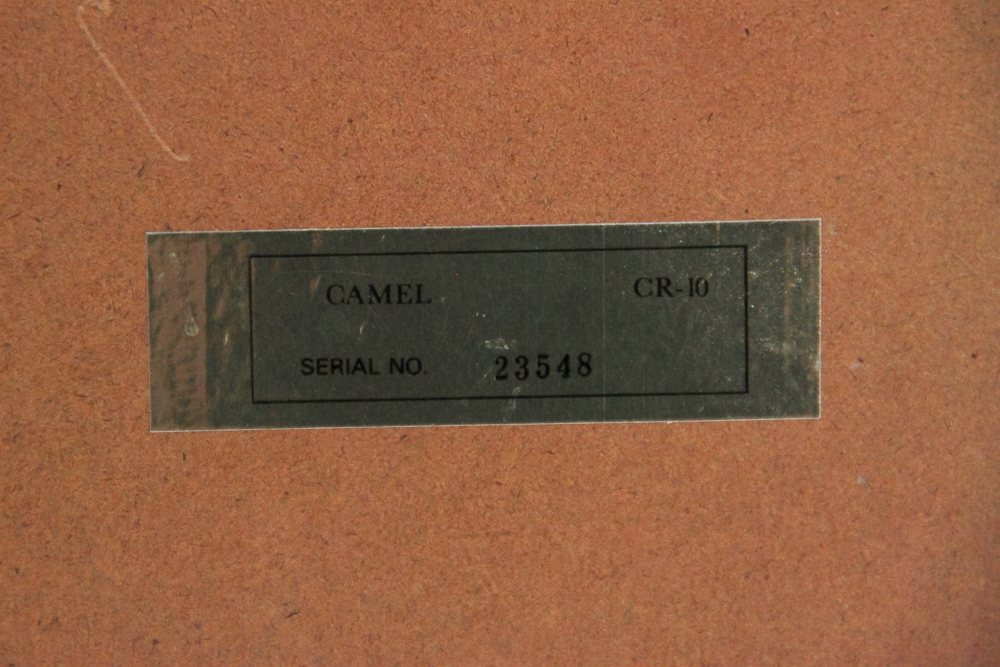 CAMEL CR-10
SERIAL NO. 23548